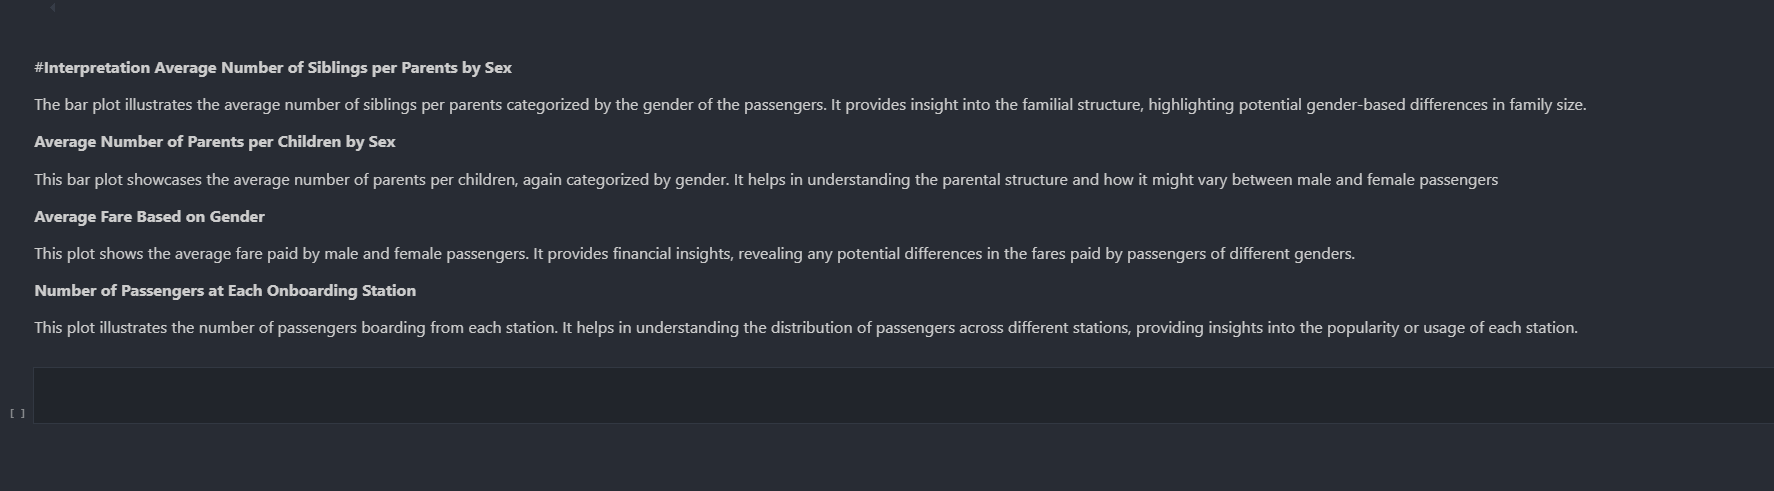 #Interpretation Average Number of Siblings per Parents by Sex
The bar plot illustrates the average number of siblings per parents categorized by the gender of the passengers. It provides insight into the familial structure, highlighting potential gender-based differences in family size.
Average Number of Parents per Children by Sex
This bar plot showcases the average number of parents per children, again categorized by gender. It helps in understanding the parental structure and how it might vary between male and female passengers
Average Fare Based on Gender
This plot shows the average fare paid by male and female passengers. It provides financial insights, revealing any potential differences in the fares paid by passengers of different genders.
Number of Passengers at Each Onboarding Station
This plot illustrates the number of passengers boarding from each station. It helps in understanding the distribution of passengers across different stations, providing insights into the popularity or usage of each station.
[ ]